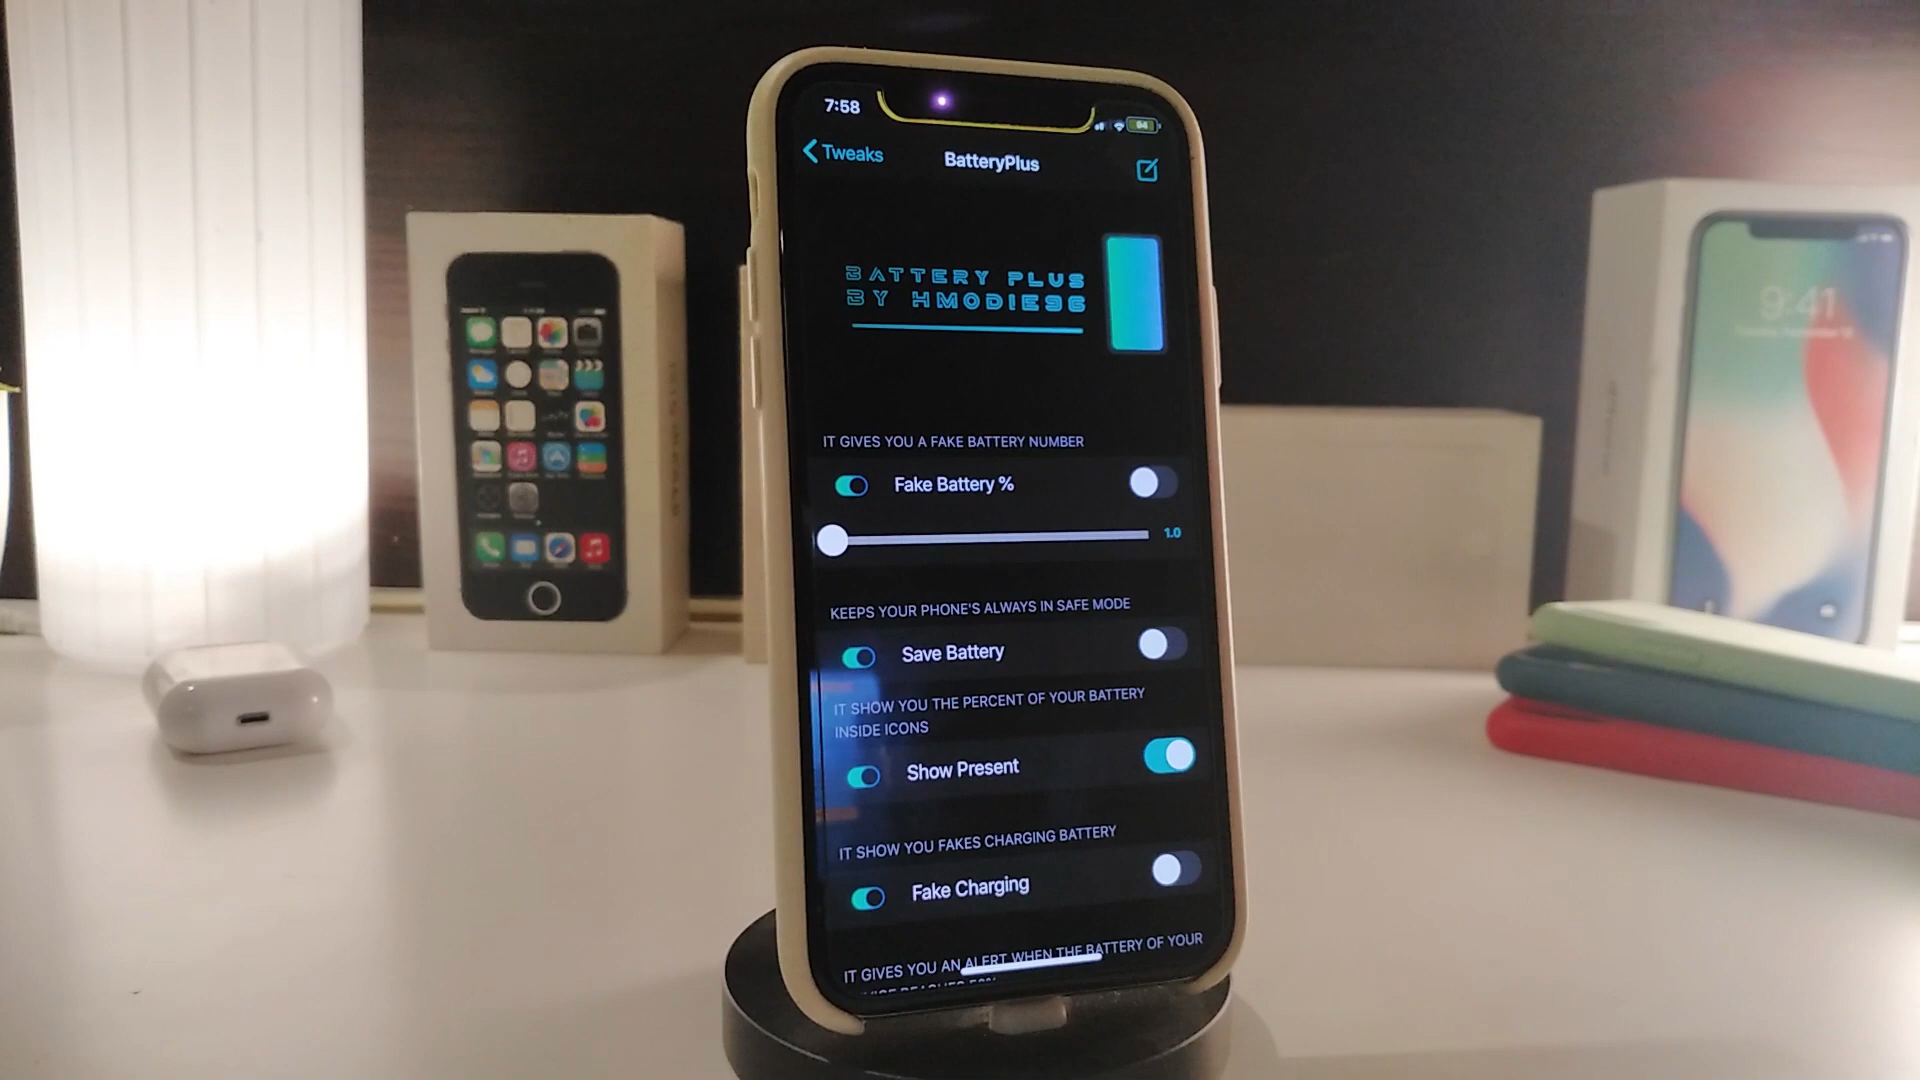 7:58
94
Tweaks
BatteryPlus
BATTERY PLUS
BY HMODIE96
IT GIVES YOU A FAKE BATTERY NUMBER
Fake Battery %
1.0
KEEPS YOUR PHONE'S ALWAYS IN SAFE MODE
Save Battery
IT SHOW YOU THE PERCENT OF YOUR BATTERY
INSIDE ICONS
Show Present
IT SHOW YOU FAKES CHARGING BATTERY
Fake Charging
IT GIVES YOU AN ALERT WHEN THE BATTERY OF YOUR
9:41